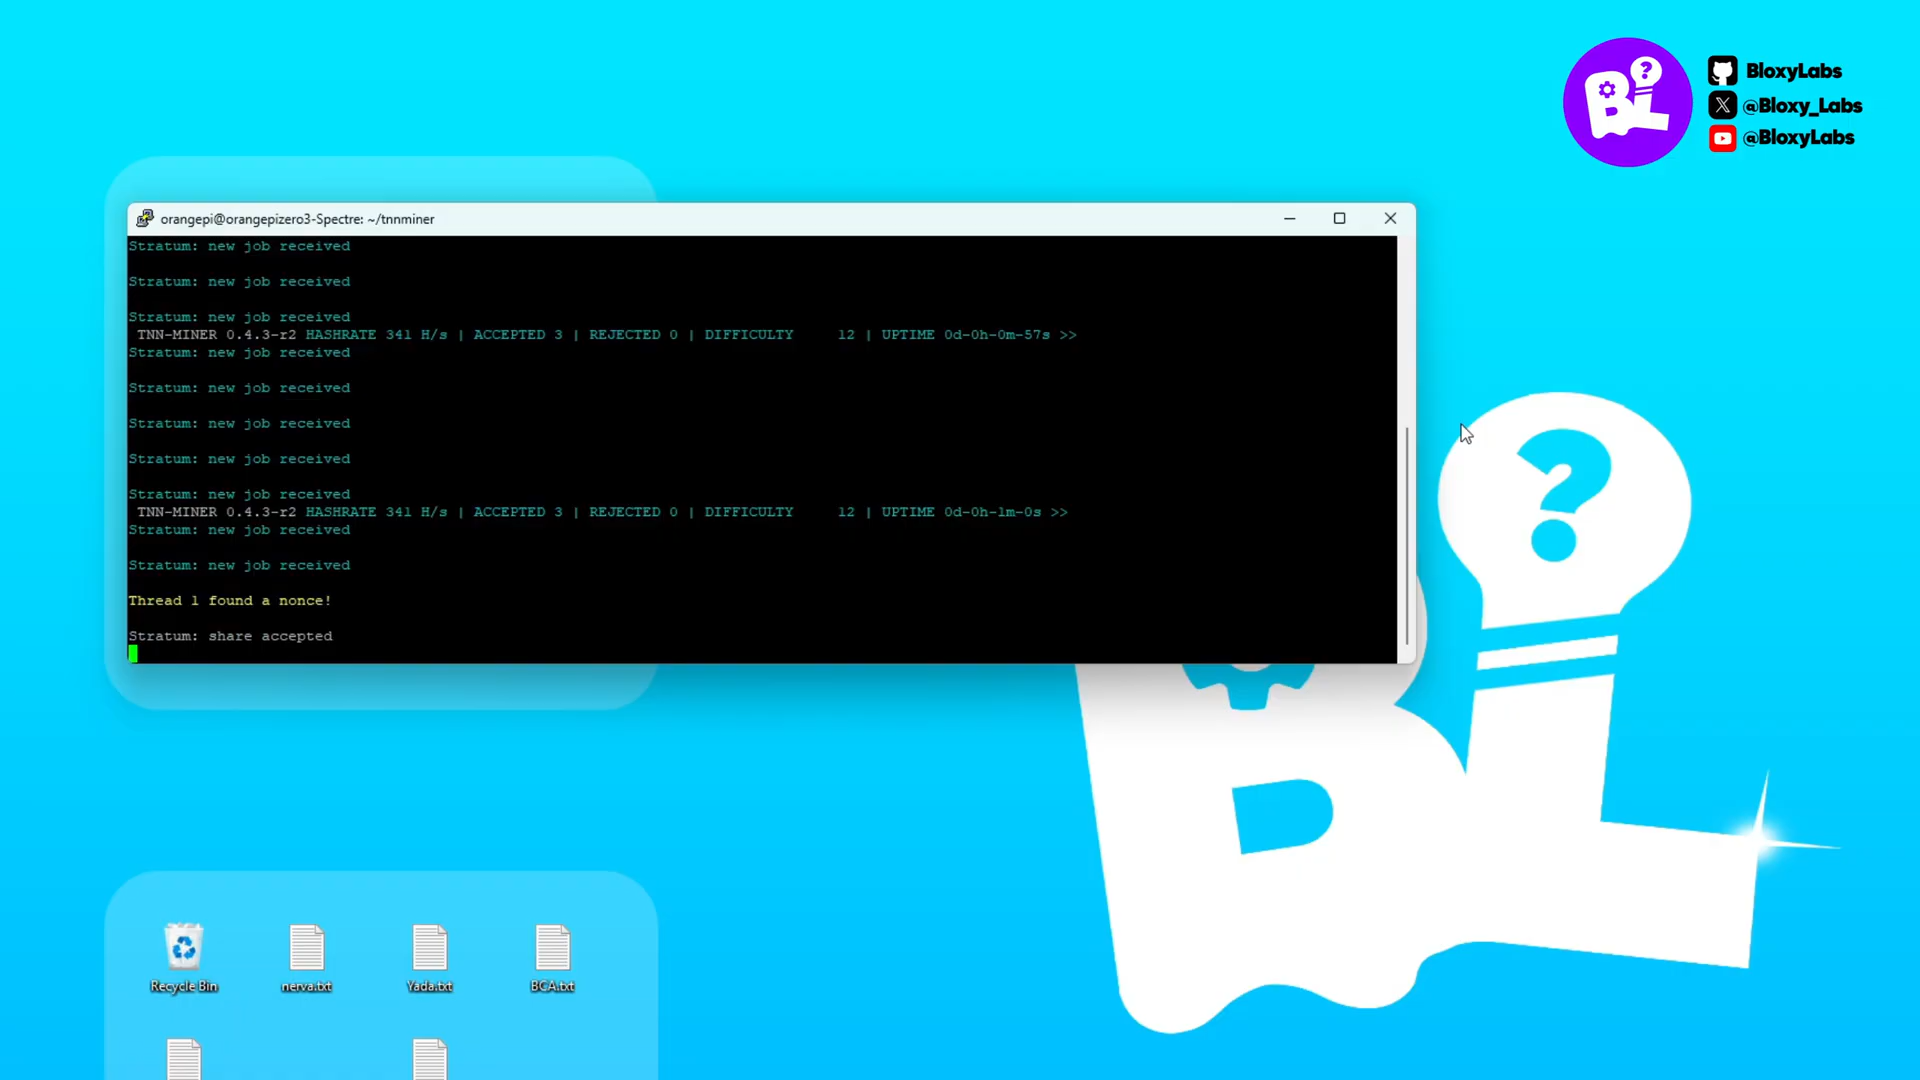 BloxyLabs
@Bloxy_Labs
@BloxyLabs
orangepi@orangepizero3-Spectre: ~/tnnminer
Stratum: new job received
Stratum: new job received
Stratum: new job received
TNN-MINER 0.4.3-r2 HASHRATE 341 H/s | ACCEPTED 3 | REJECTED 0 | DIFFICULTY 12 | UPTIME 0d-0h-0m-57s >>
Stratum: new job received
Stratum: new job received
Stratum: new job received
Stratum: new job received
Stratum: new job received
TNN-MINER 0.4.3-r2 HASHRATE 341 H/s | ACCEPTED 3 | REJECTED 0 | DIFFICULTY 12 | UPTIME 0d-0h-1m-0s >>
Stratum: new job received
Stratum: new job received
Thread 1 found a nonce!
Stratum: share accepted
BL?
Recycle Bin
nerva.txt
Yada.txt
BCA.txt